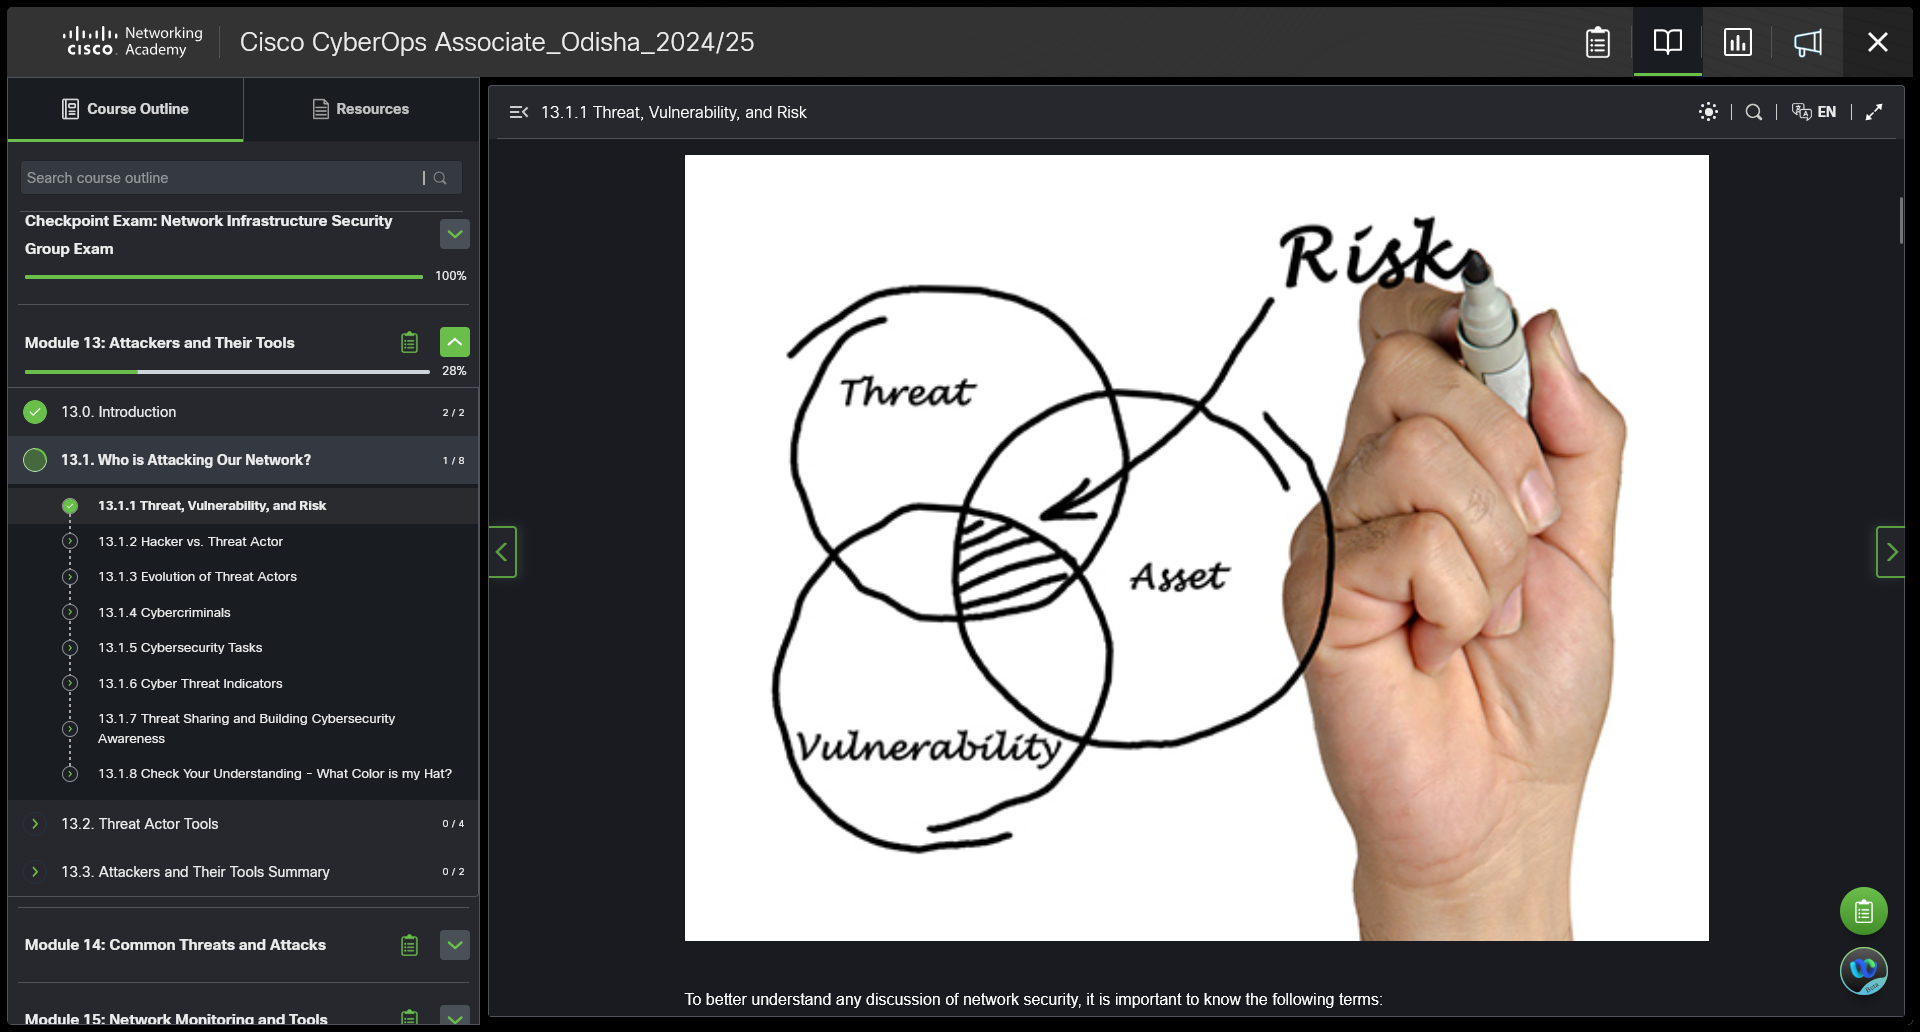 CISCO Networking Academy
Cisco CyberOps Associate_Odisha_2024/25
Course Outline
Resources
Search course outline
Checkpoint Exam: Network Infrastructure Security
Group Exam
100%
Module 13: Attackers and Their Tools
28%
13.0. Introduction
2 / 2
13.1. Who is Attacking Our Network?
1 / 8
13.1.1 Threat, Vulnerability, and Risk
13.1.2 Hacker vs. Threat Actor
13.1.3 Evolution of Threat Actors
13.1.4 Cybercriminals
13.1.5 Cybersecurity Tasks
13.1.6 Cyber Threat Indicators
13.1.7 Threat Sharing and Building Cybersecurity
Awareness
13.1.8 Check Your Understanding - What Color is my Hat?
13.2. Threat Actor Tools
0 / 4
13.3. Attackers and Their Tools Summary
0 / 2
Module 14: Common Threats and Attacks
Module 15: Network Monitoring and Tools
13.1.1 Threat, Vulnerability, and Risk
EN
Risk
Threat
Asset
Vulnerability
To better understand any discussion of network security, it is important to know the following terms:
Beta